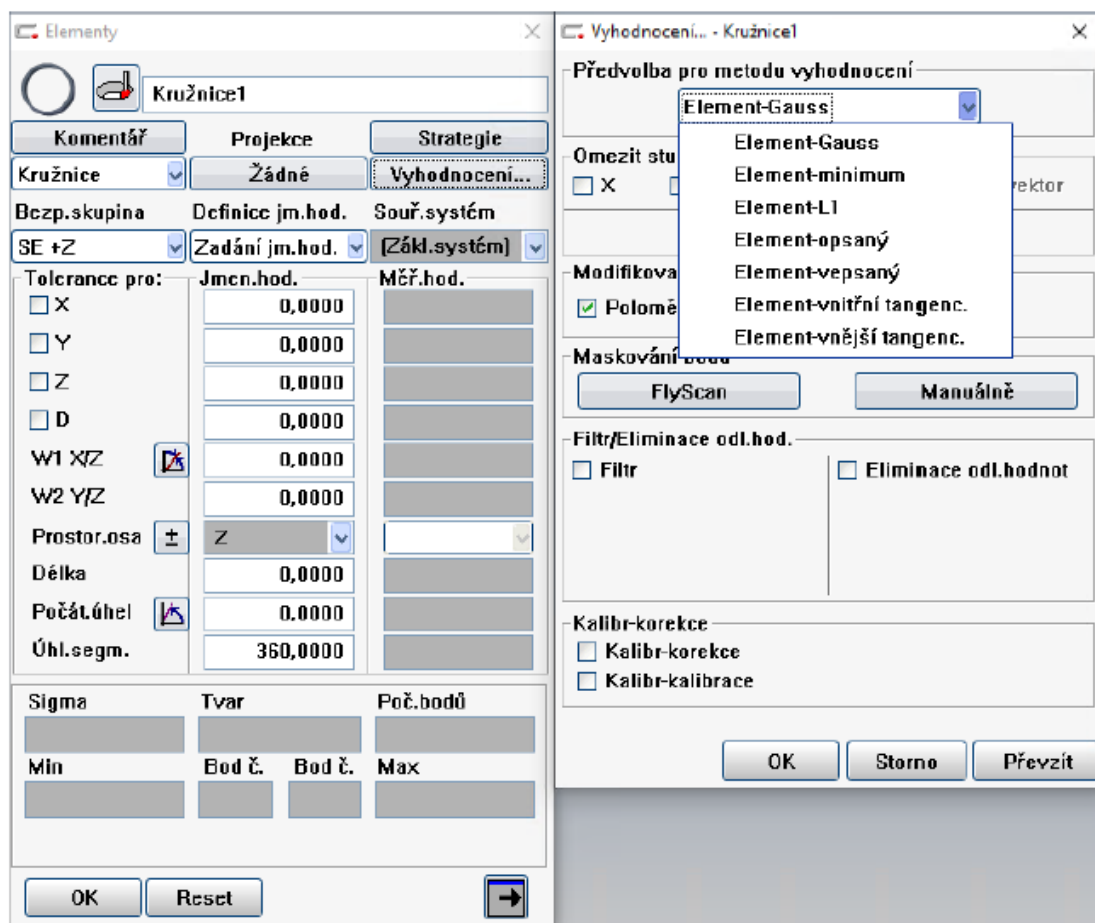 Elementy
Kružnice1
Komentář Projekce Strategie
Kružnice Žádné Vyhodnocení...
Bezp.skupina Definice jm.hod. Souř.systém
SE +Z Zadání jm.hod. (Zákl.systém)
Tolerance pro: Jmen.hod. Měř.hod.
X 0,0000
Y 0,0000
Z 0,0000
D 0,0000
W1 X/Z 0,0000
W2 Y/Z 0,0000
Prostor.osa ± Z
Délka 0,0000
Počát.úhel 0,0000
Úhl.segm. 360,0000
Sigma Tvar Poč.bodů
Min Bod č. Bod č. Max
OK Reset
Vyhodnocení... - Kružnice1
Předvolba pro metodu vyhodnocení
Element-Gauss
Element-Gauss
Element-minimum
Element-L1
Element-opsaný
Element-vepsaný
Element-vnitřní tangenc.
Element-vnější tangenc.
Omezit stu
X ektor
Modifikova
Polomě
Maskování bodů
FlyScan Manuálně
Filtr/Eliminace odl.hod.
Filtr Eliminace odl.hodnot
Kalibr-korekce
Kalibr-korekce
Kalibr-kalibrace
OK Storno Převzít